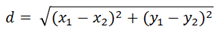 d = √((x₁ − x₂)² + (y₁ − y₂)²)